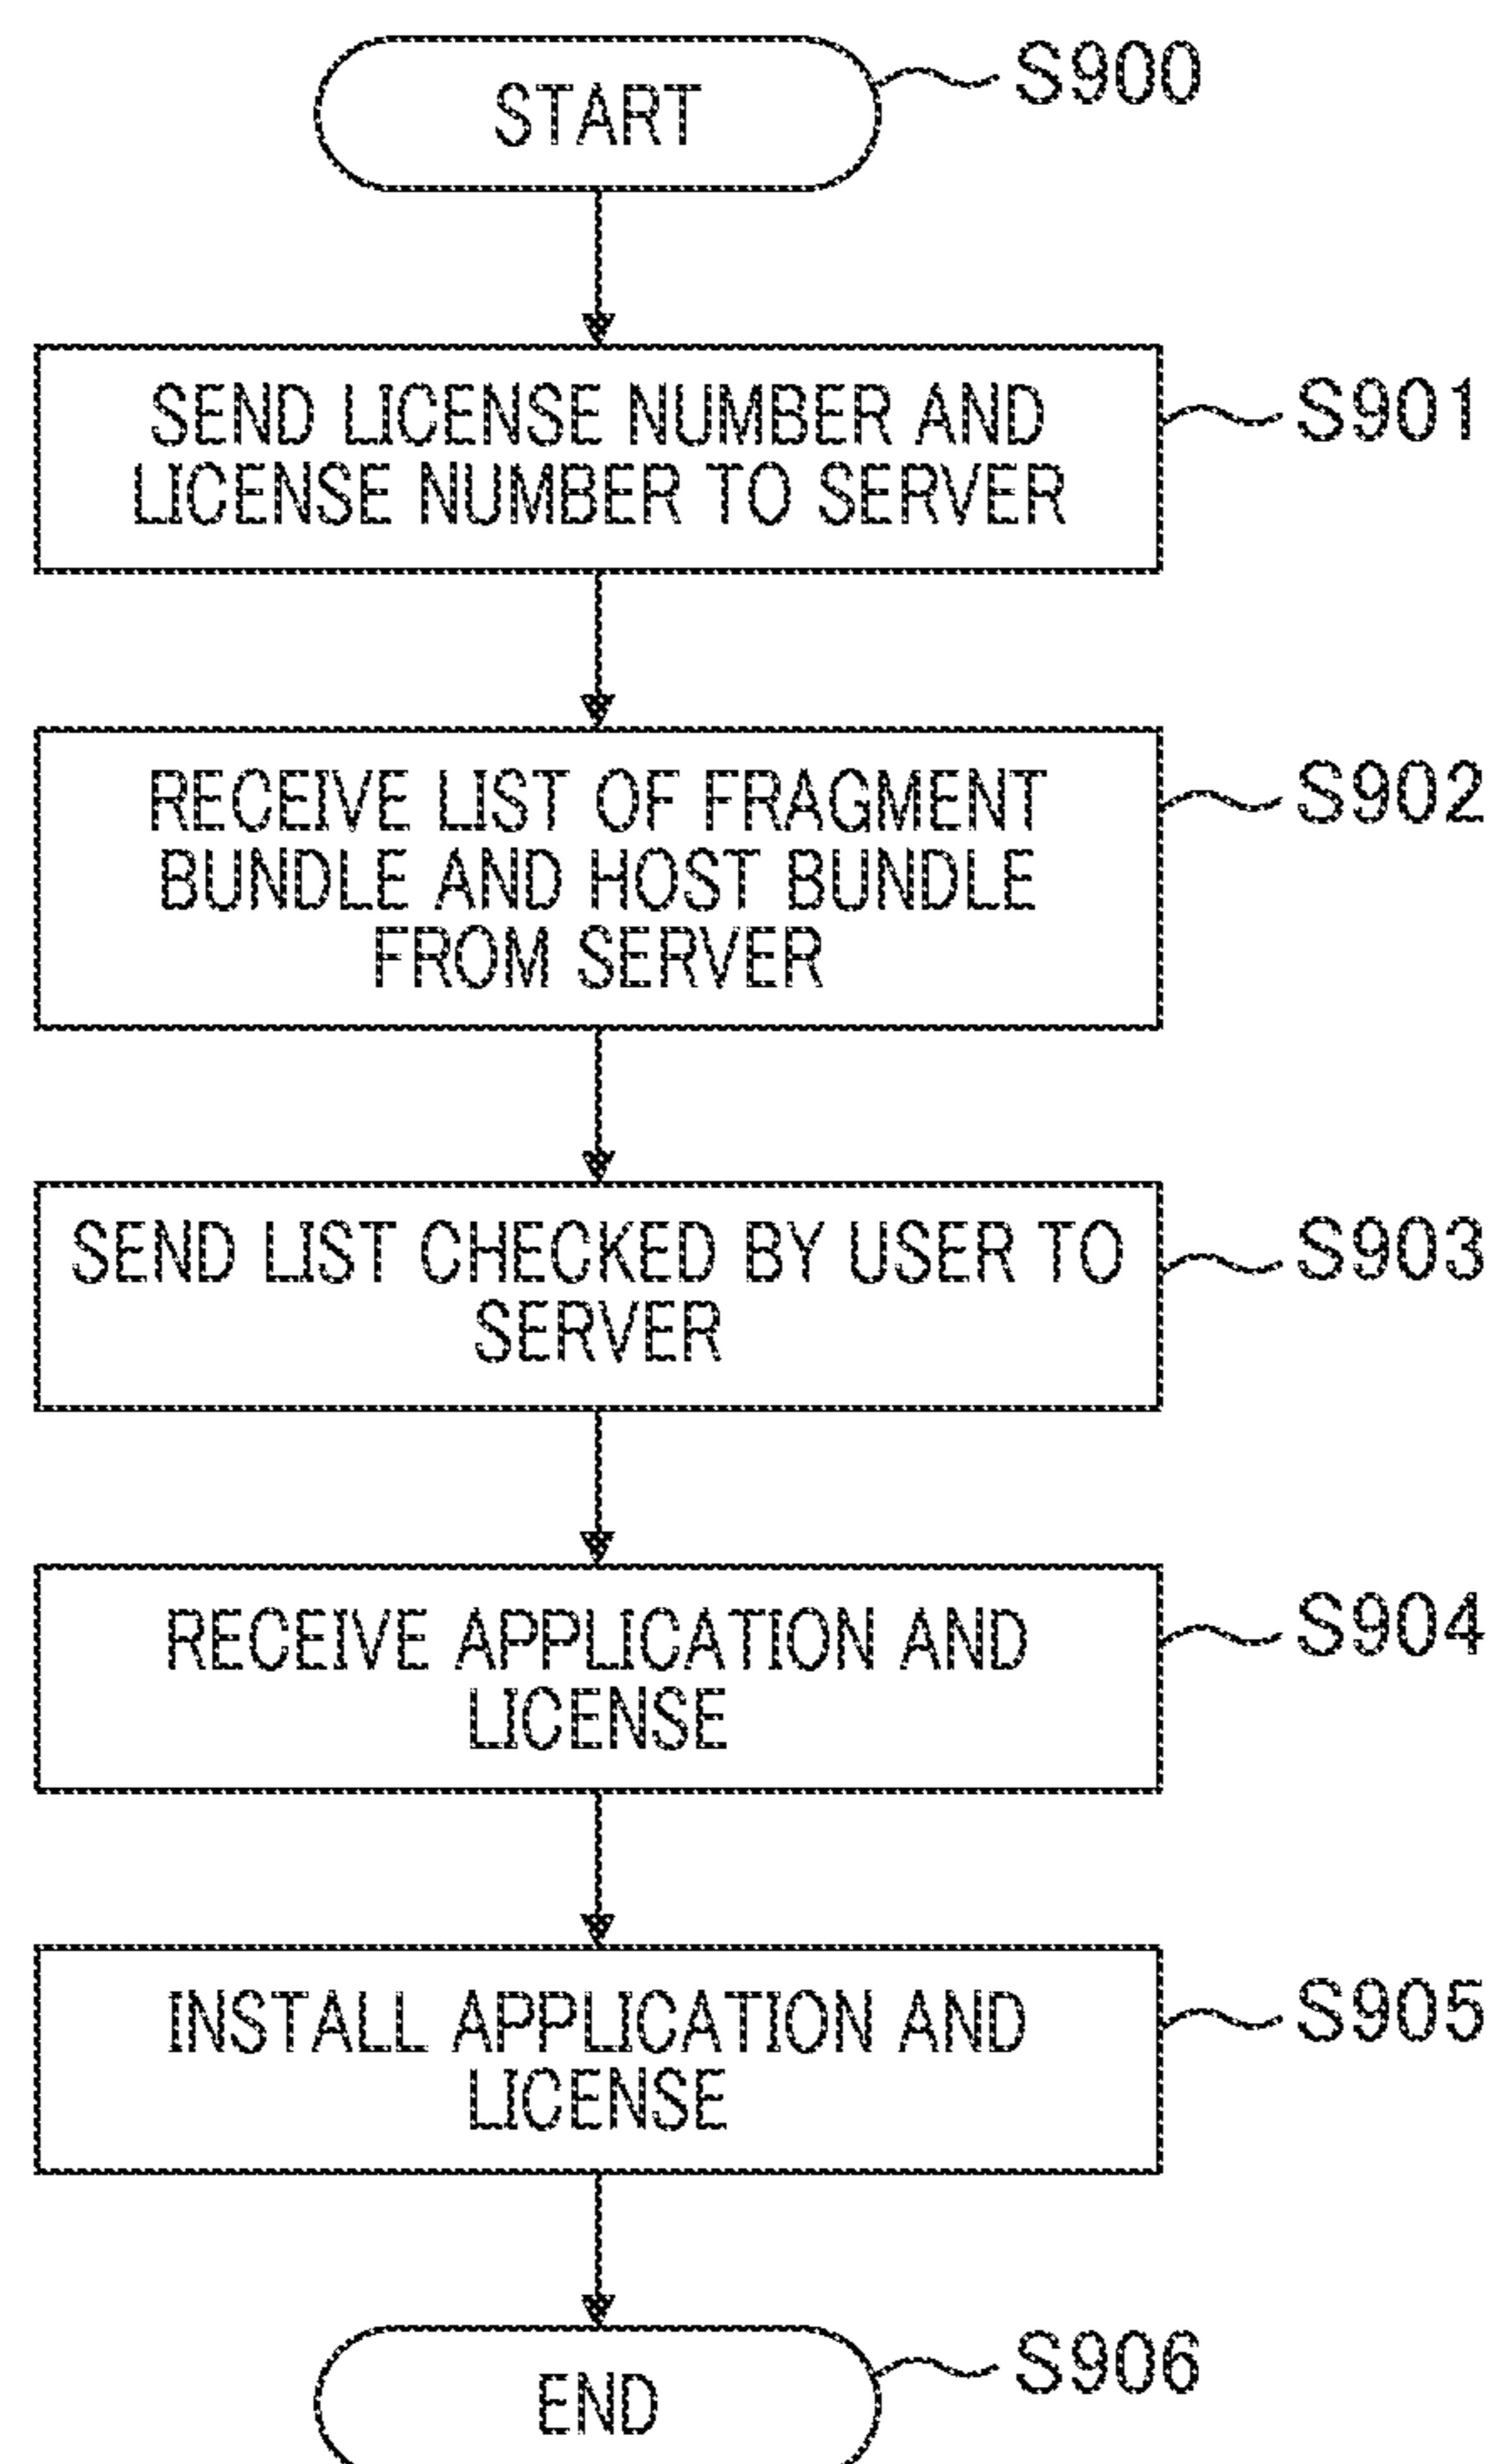 START
S900
SEND LICENSE NUMBER AND
LICENSE NUMBER TO SERVER
S901
RECEIVE LIST OF FRAGMENT
BUNDLE AND HOST BUNDLE
FROM SERVER
S902
SEND LIST CHECKED BY USER TO
SERVER
S903
RECEIVE APPLICATION AND
LICENSE
S904
INSTALL APPLICATION AND
LICENSE
S905
END
S906